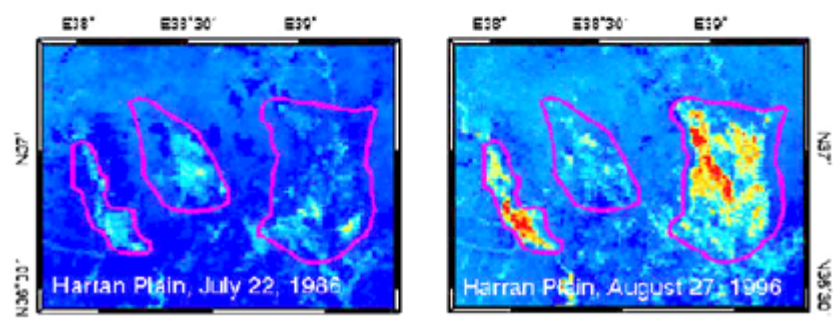 E38° E38°30' E39° E38° E38°30' E39°
N37° N37°
N36°30' N36°30'
Harran Plain, July 22, 1986 Harran Plain, August 27, 1996